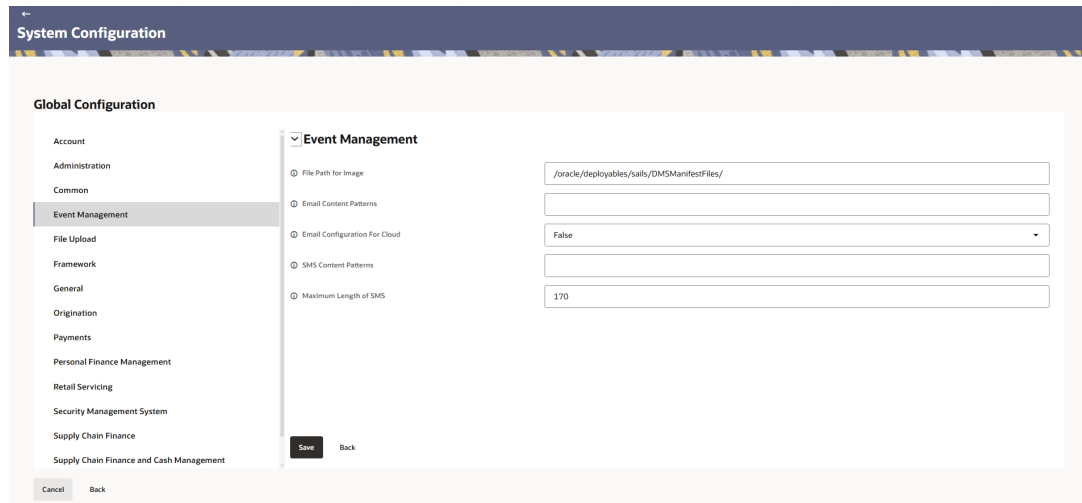 ←
System Configuration
Global Configuration
Account
Administration
Common
Event Management
File Upload
Framework
General
Origination
Payments
Personal Finance Management
Retail Servicing
Security Management System
Supply Chain Finance
Supply Chain Finance and Cash Management
Event Management
File Path for Image
/oracle/deployables/sails/DMSManifestFiles/
Email Content Patterns
Email Configuration For Cloud
False
SMS Content Patterns
Maximum Length of SMS
170
Save Back
Cancel Back